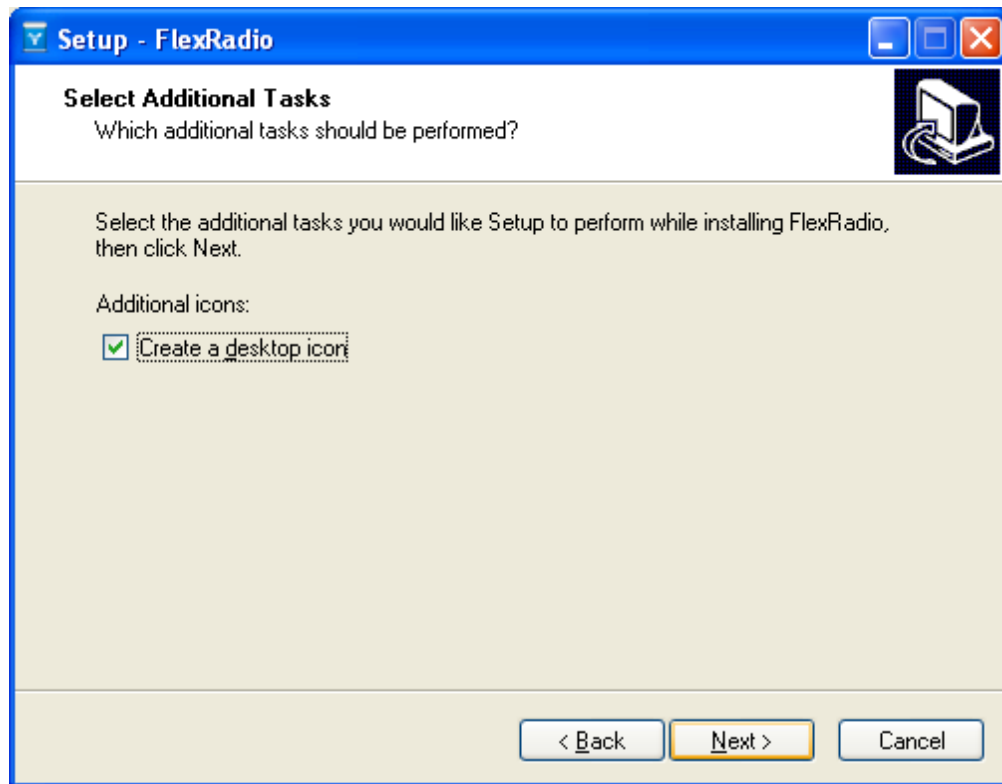 Setup - FlexRadio
Select Additional Tasks
Which additional tasks should be performed?
Select the additional tasks you would like Setup to perform while installing FlexRadio,
then click Next.
Additional icons:
Create a desktop icon
< Back
Next >
Cancel